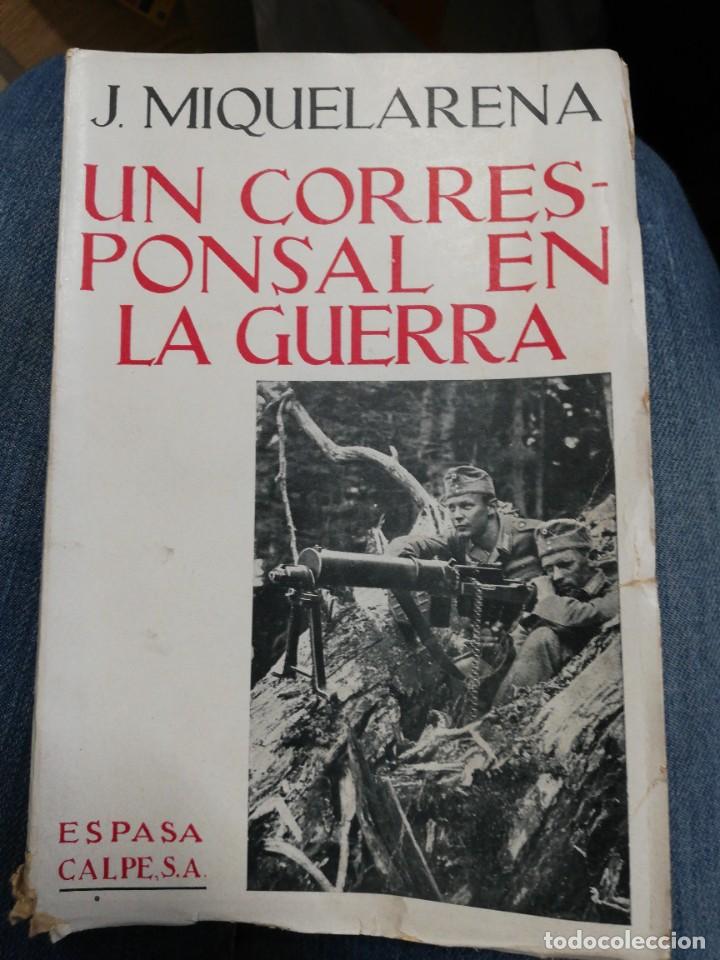 J. MIQUELARENA
UN CORRES-
PONSAL EN
LA GUERRA
ESPASA
CALPE, S.A.
todocoleccion